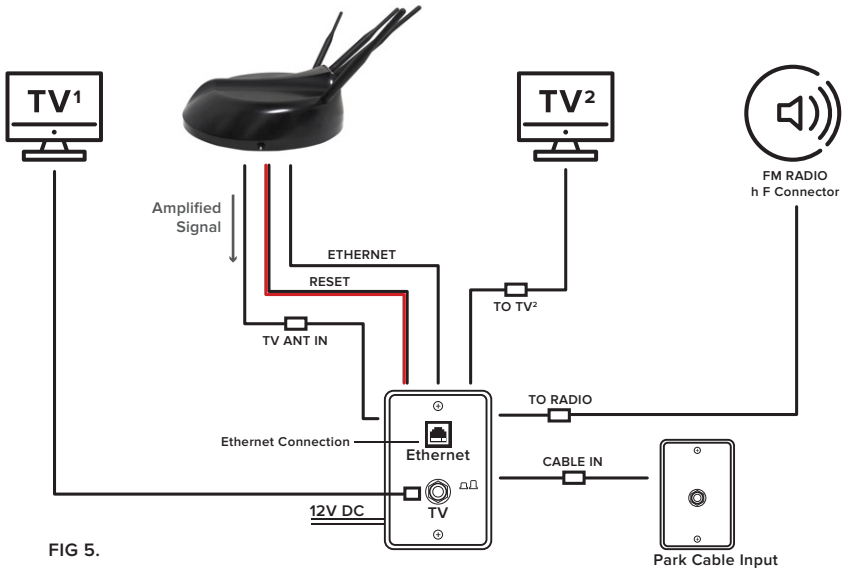 TV¹
TV²
FM RADIO
h F Connector
Amplified
Signal
ETHERNET
RESET
TO TV²
TV ANT IN
TO RADIO
Ethernet Connection
Ethernet
CABLE IN
TV
12V DC
FIG 5.
Park Cable Input